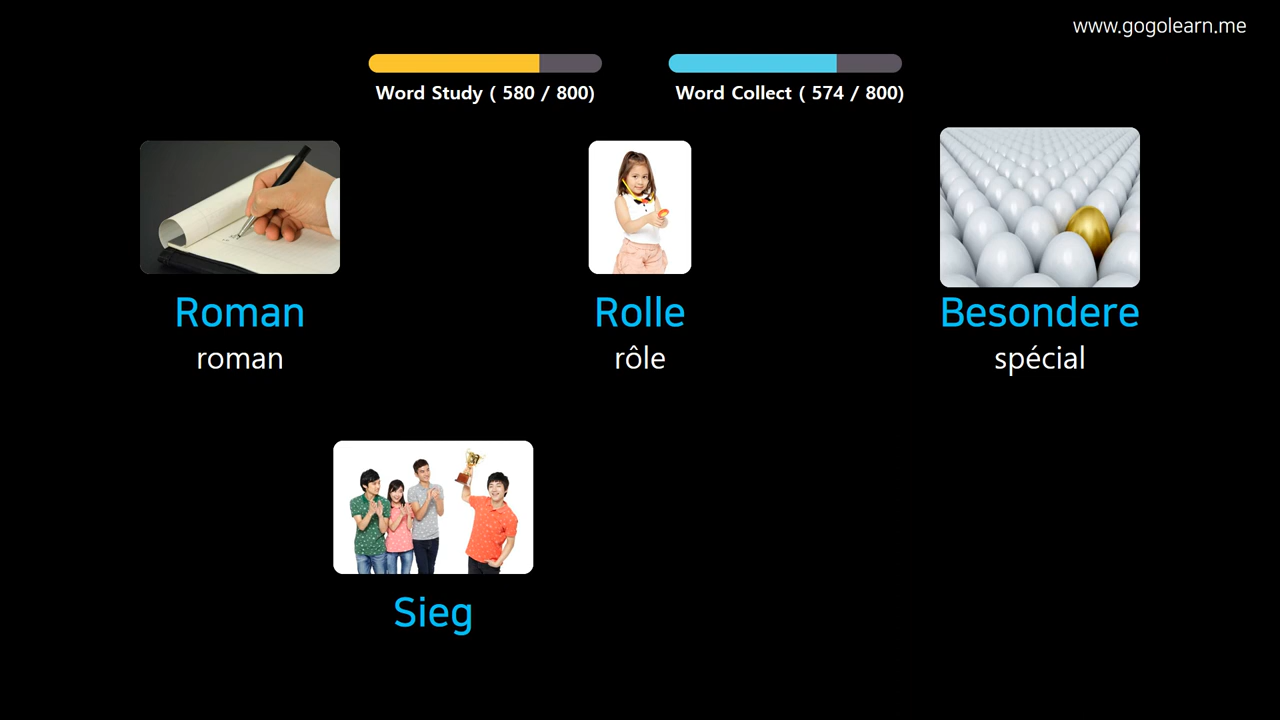 www.gogolearn.me
Word Study ( 580 / 800)
Word Collect ( 574 / 800)
Roman
roman
Rolle
rôle
Besondere
spécial
Sieg